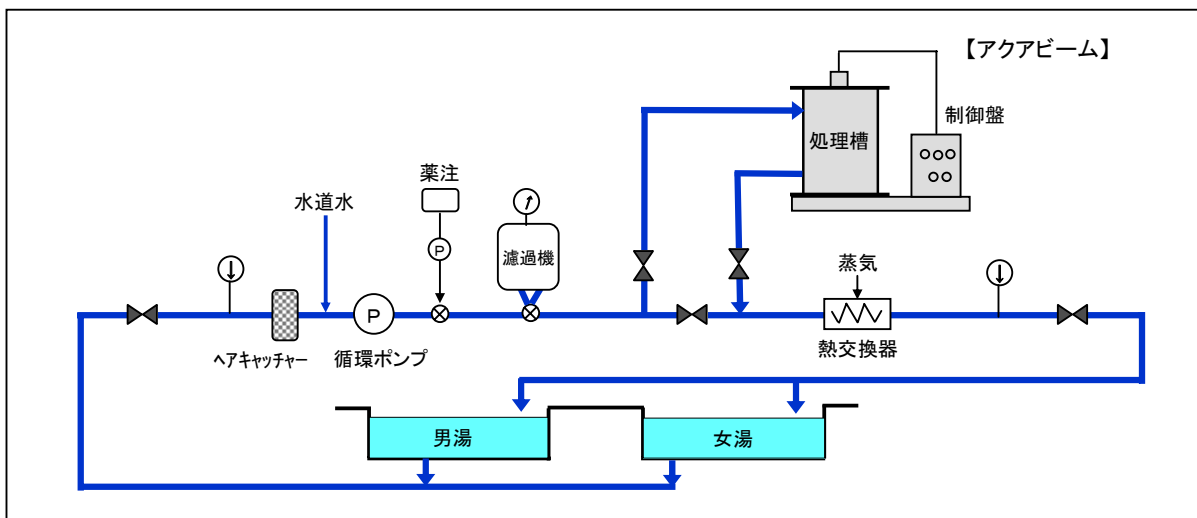 【アクアビーム】
制御盤
処理槽
薬注
水道水
P
濾過機
蒸気
P
ヘアキャッチャー
循環ポンプ
熱交換器
男湯
女湯